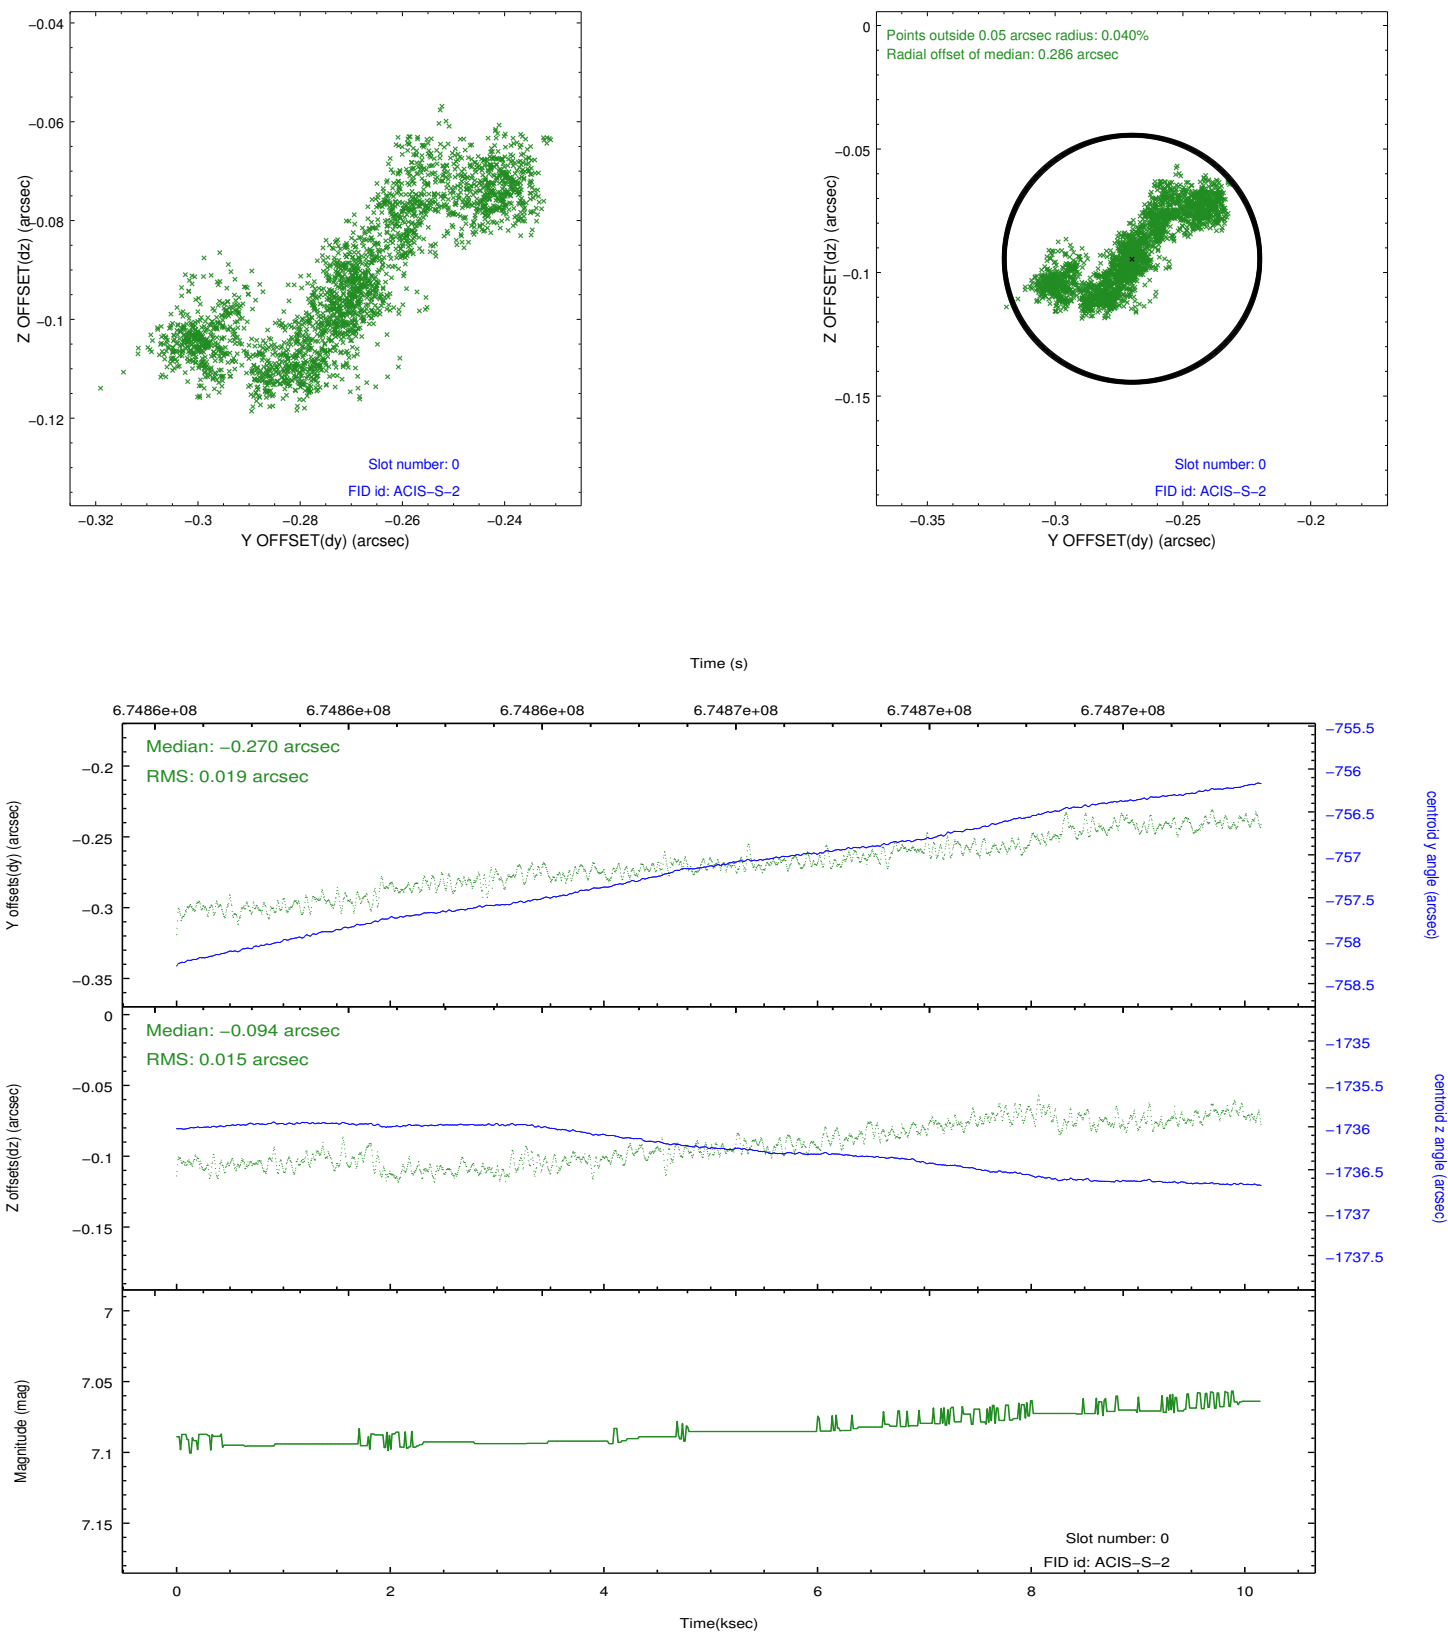 −0.04
−0.06
−0.08
−0.1
−0.12
Z OFFSET(dz) (arcsec)
Slot number: 0
FID id: ACIS−S−2
−0.32
−0.3
−0.28
−0.26
−0.24
Y OFFSET(dy) (arcsec)
Points outside 0.05 arcsec radius: 0.040%
Radial offset of median: 0.286 arcsec
0
−0.05
−0.1
−0.15
Z OFFSET(dz) (arcsec)
Slot number: 0
FID id: ACIS−S−2
−0.35
−0.3
−0.25
−0.2
Y OFFSET(dy) (arcsec)
Time (s)
6.7486e+08
6.7486e+08
6.7486e+08
6.7487e+08
6.7487e+08
6.7487e+08
Median: −0.270 arcsec
RMS: 0.019 arcsec
−0.2
−0.25
−0.3
−0.35
Y offsets(dy) (arcsec)
−755.5
−756
−756.5
−757
−757.5
−758
−758.5
centroid y angle (arcsec)
Median: −0.094 arcsec
RMS: 0.015 arcsec
0
−0.05
−0.1
−0.15
Z offsets(dz) (arcsec)
−1735
−1735.5
−1736
−1736.5
−1737
−1737.5
centroid z angle (arcsec)
7
7.05
7.1
7.15
Magnitude (mag)
Slot number: 0
FID id: ACIS−S−2
0
2
4
6
8
10
Time(ksec)